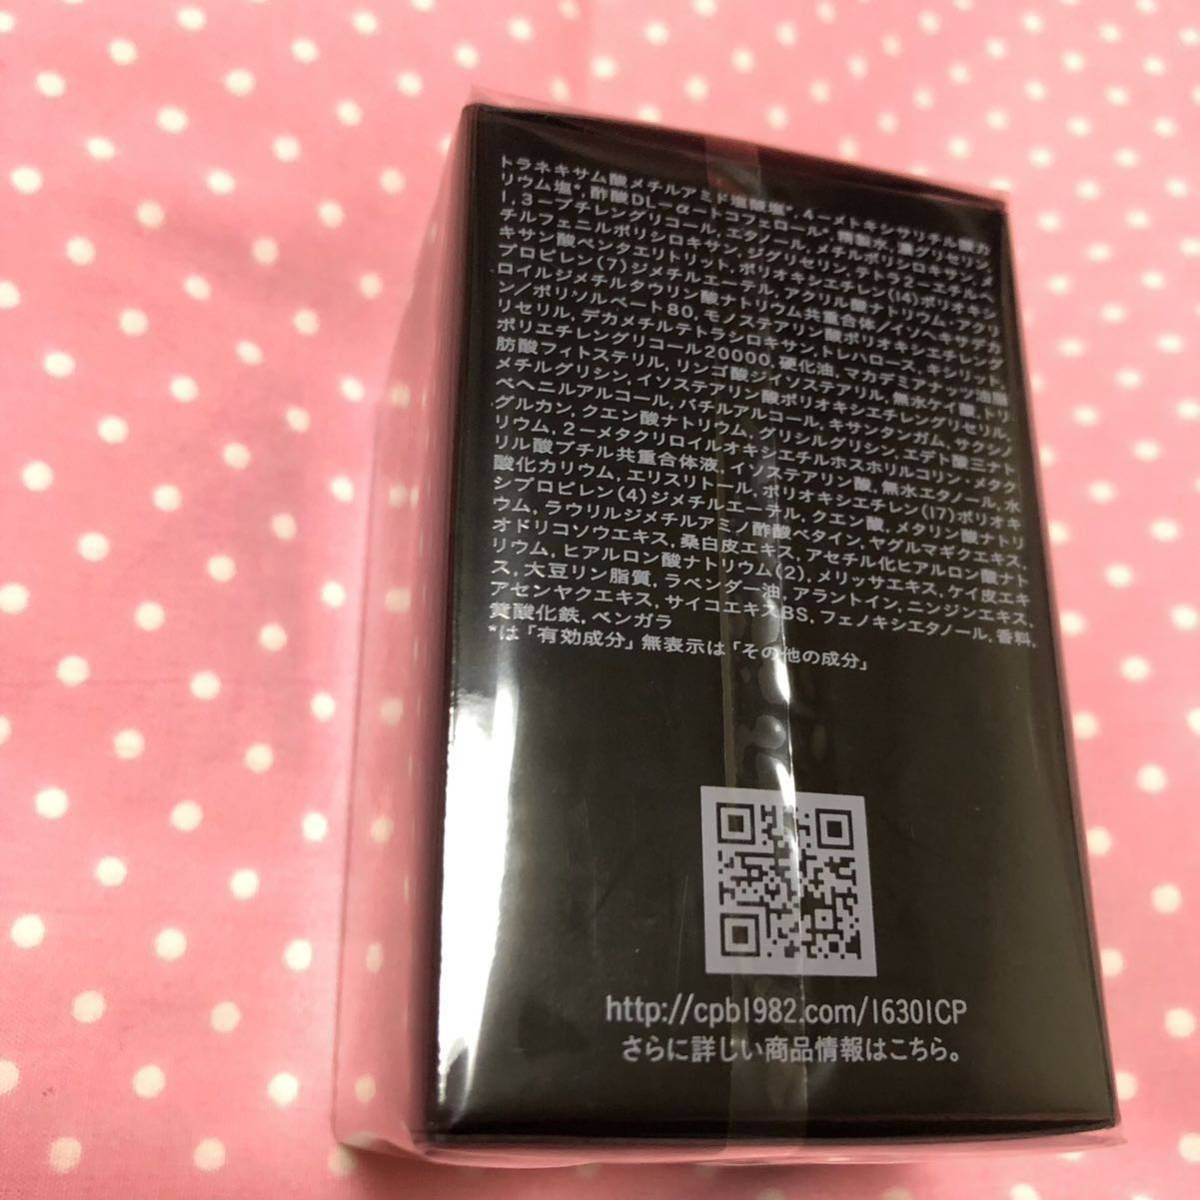 トラネキサム酸メチルアミド塩酸塩*,4ーメトキシサリチル酸カ
リウム塩*,酢酸DLーαートコフェロール*,精製水,濃グリセリン,
1,3ーブチレングリコール,エタノール,メチルポリシロキサン,メ
チルフェニルポリシロキサン,ジグリセリン,テトラ2ーエチルヘ
キサン酸ペンタエリトリット,ポリオキシエチレン(14)ポリオキシ
プロピレン(7)ジメチルエーテル,アクリル酸ナトリウム・アクリ
ロイルジメチルタウリン酸ナトリウム共重合体/イソヘキサデカ
ン/ポリソルベート80,モノステアリン酸ポリオキシエチレング
リセリル,デカメチルテトラシロキサン,トレハロース,キシリット,
ポリエチレングリコール20000,硬化油,マカデミアナッツ油脂
肪酸フィトステリル,リンゴ酸ジイソステアリル,無水ケイ酸,トリ
メチルグリシン,イソステアリン酸ポリオキシエチレングリセリル,
ベヘニルアルコール,バチルアルコール,キサンタンガム,サクシノ
グルカン,クエン酸ナトリウム,グリシルグリシン,エデト酸三ナト
リウム,2ーメタクリロイルオキシエチルホスホリルコリン・メタク
リル酸ブチル共重合体液,イソステアリン酸,無水エタノール,水
酸化カリウム,エリスリトール,ポリオキシエチレン(17)ポリオキ
シプロピレン(4)ジメチルエーテル,クエン酸,メタリン酸ナトリ
ウム,ラウリルジメチルアミノ酢酸ベタイン,ヤグルマギクエキス,
オドリコソウエキス,桑白皮エキス,アセチル化ヒアルロン酸ナト
リウム,ヒアルロン酸ナトリウム(2),メリッサエキス,ケイ皮エキ
ス,大豆リン脂質,ラベンダー油,アラントイン,ニンジンエキス,
アセンヤクエキス,サイコエキスBS,フェノキシエタノール,香料,
黄酸化鉄,ベンガラ
*は「有効成分」無表示は「その他の成分」
http://cpb1982.com/16301CP
さらに詳しい商品情報はこちら。